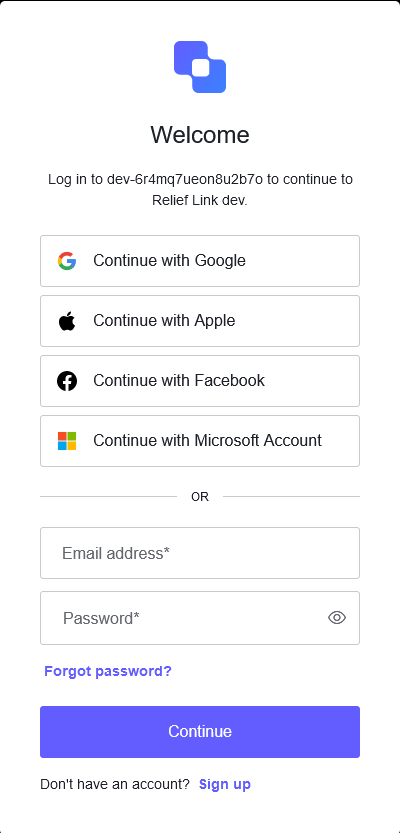 Welcome
Log in to dev-6r4mq7ueon8u2b7o to continue to
Relief Link dev.
Continue with Google
Continue with Apple
Continue with Facebook
Continue with Microsoft Account
OR
Email address*
Password*
Forgot password?
Continue
Don't have an account? Sign up